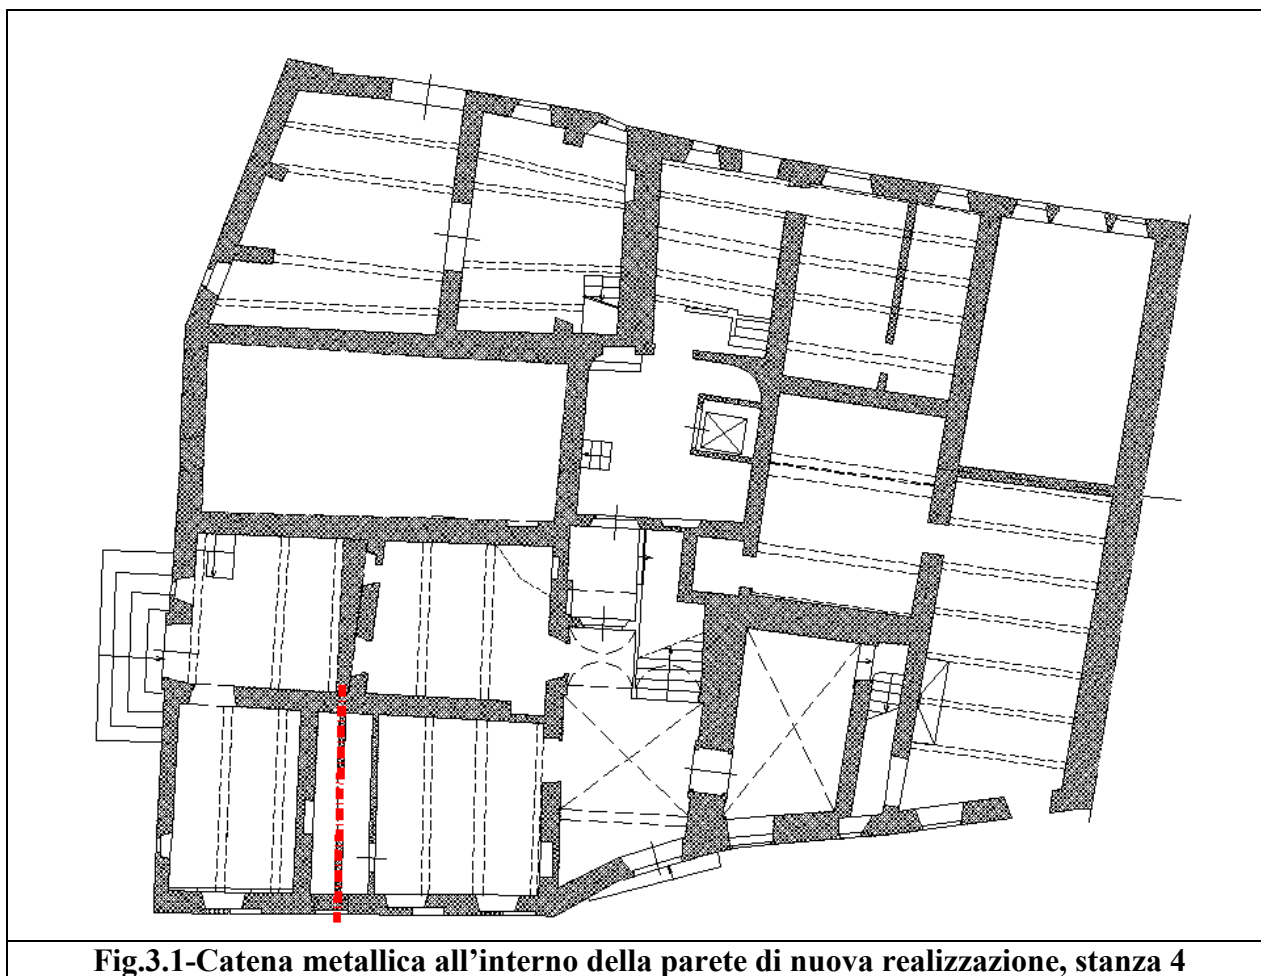 Fig.3.1-Catena metallica all’interno della parete di nuova realizzazione, stanza 4